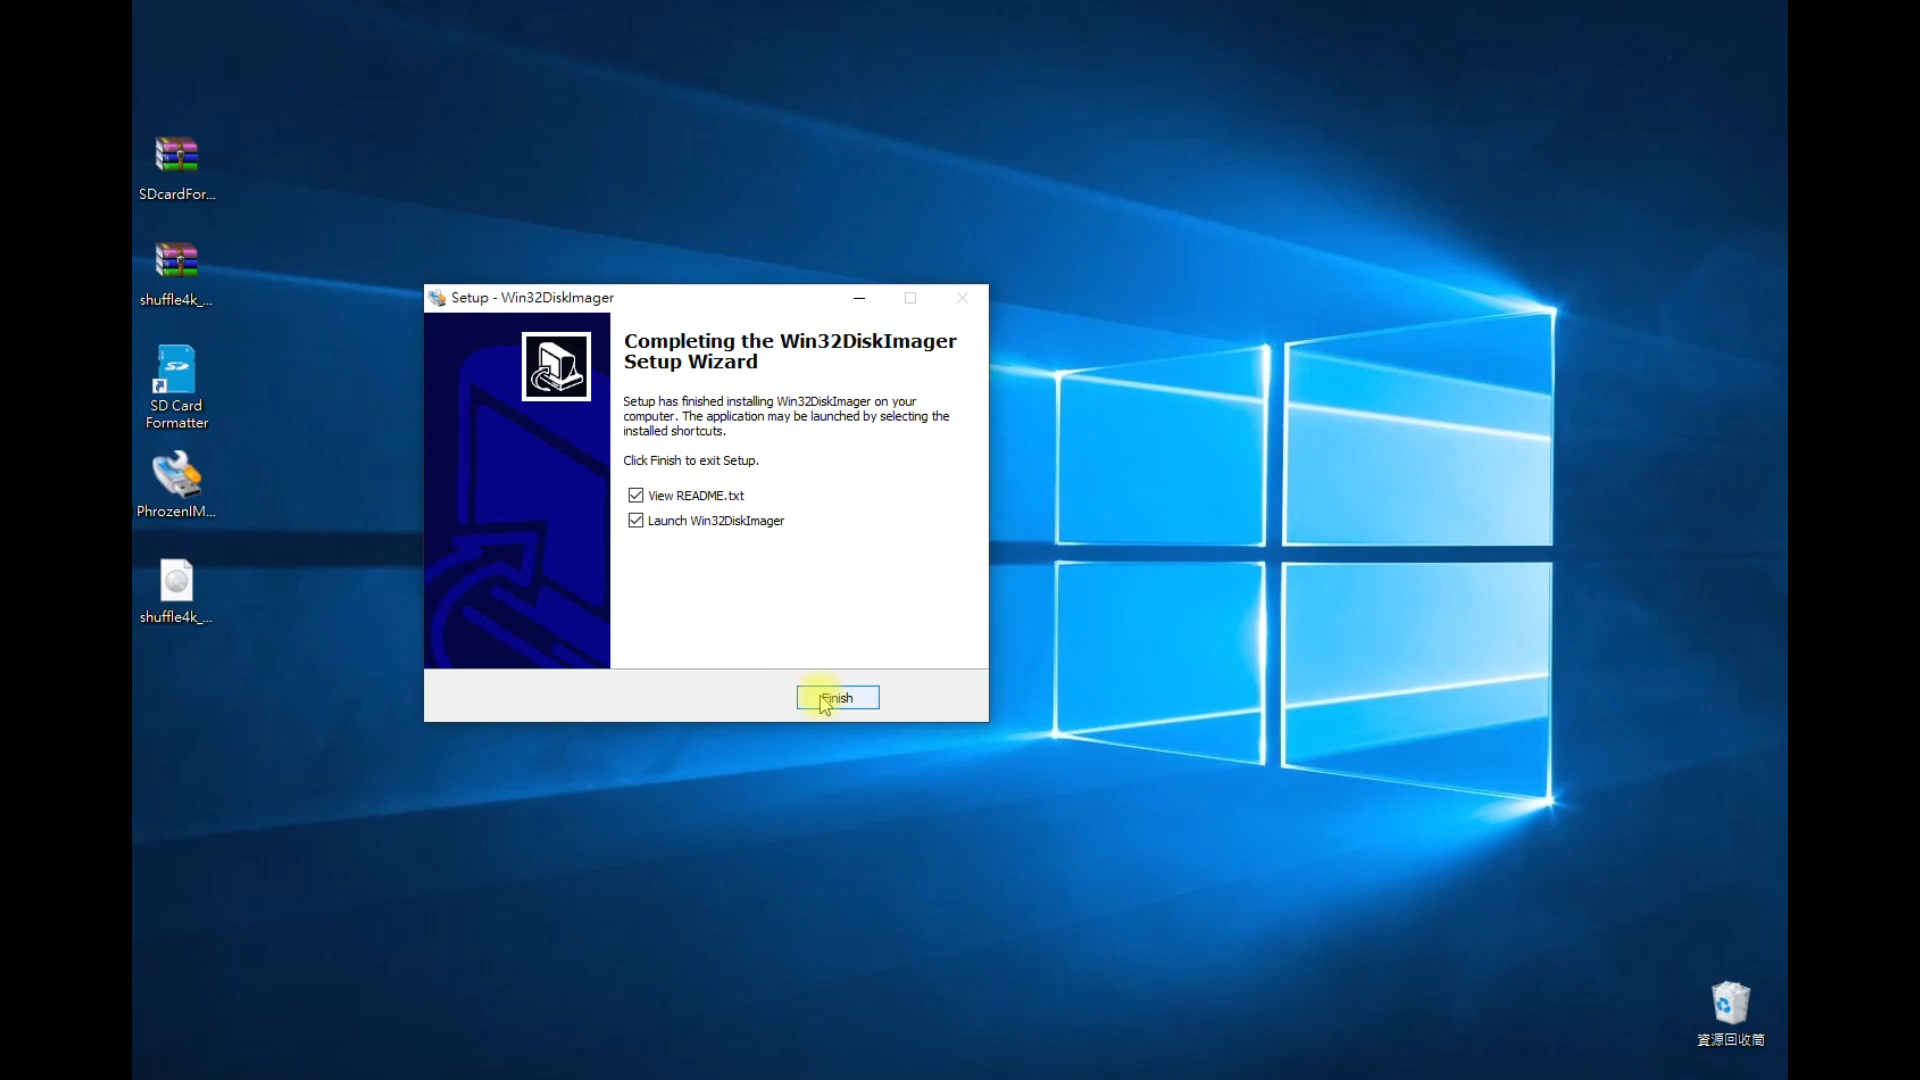 SDcardFor...
shuffle4k_...
SD Card
Formatter
PhrozenIM...
shuffle4k_...
Setup - Win32DiskImager
Completing the Win32DiskImager
Setup Wizard
Setup has finished installing Win32DiskImager on your
computer. The application may be launched by selecting the
installed shortcuts.
Click Finish to exit Setup.
View README.txt
Launch Win32DiskImager
Finish
資源回收筒